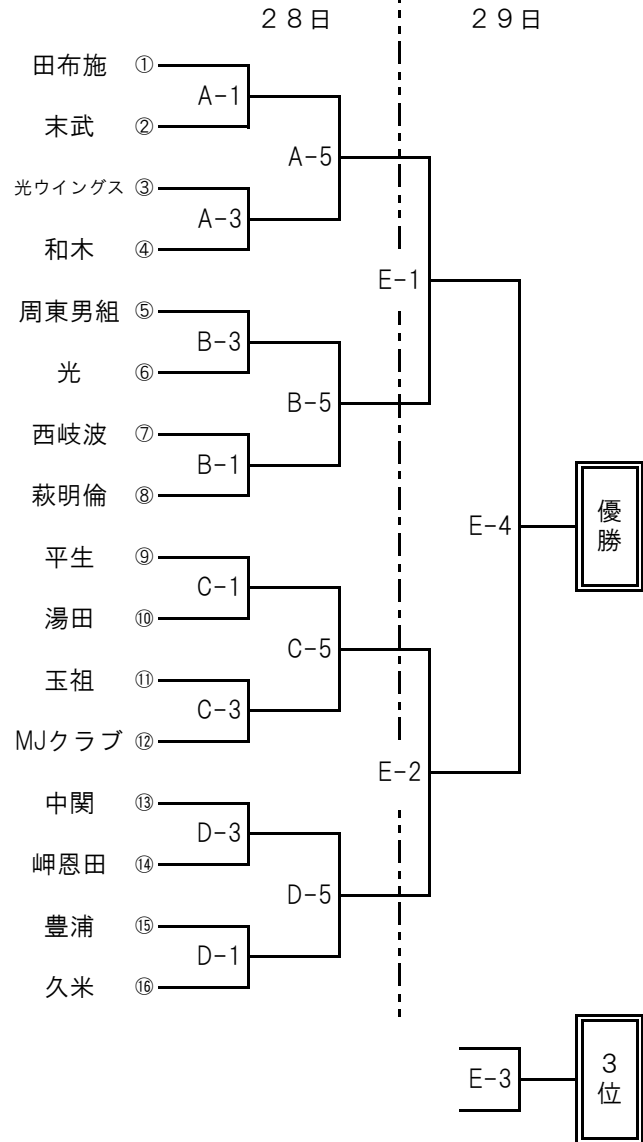 ２８日　２９日
田布施 ①
A-1
末武 ②
A-5
光ウイングス ③
A-3
和木 ④
E-1
周東男組 ⑤
B-3
光 ⑥
B-5
西岐波 ⑦
B-1
萩明倫 ⑧
E-4
優勝
平生 ⑨
C-1
湯田 ⑩
C-5
玉祖 ⑪
C-3
MJクラブ ⑫
E-2
中関 ⑬
D-3
岬恩田 ⑭
D-5
豊浦 ⑮
D-1
久米 ⑯
E-3
３位